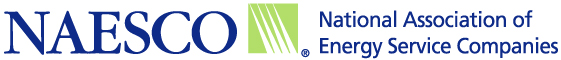 NAESCO ® National Association of
Energy Service Companies